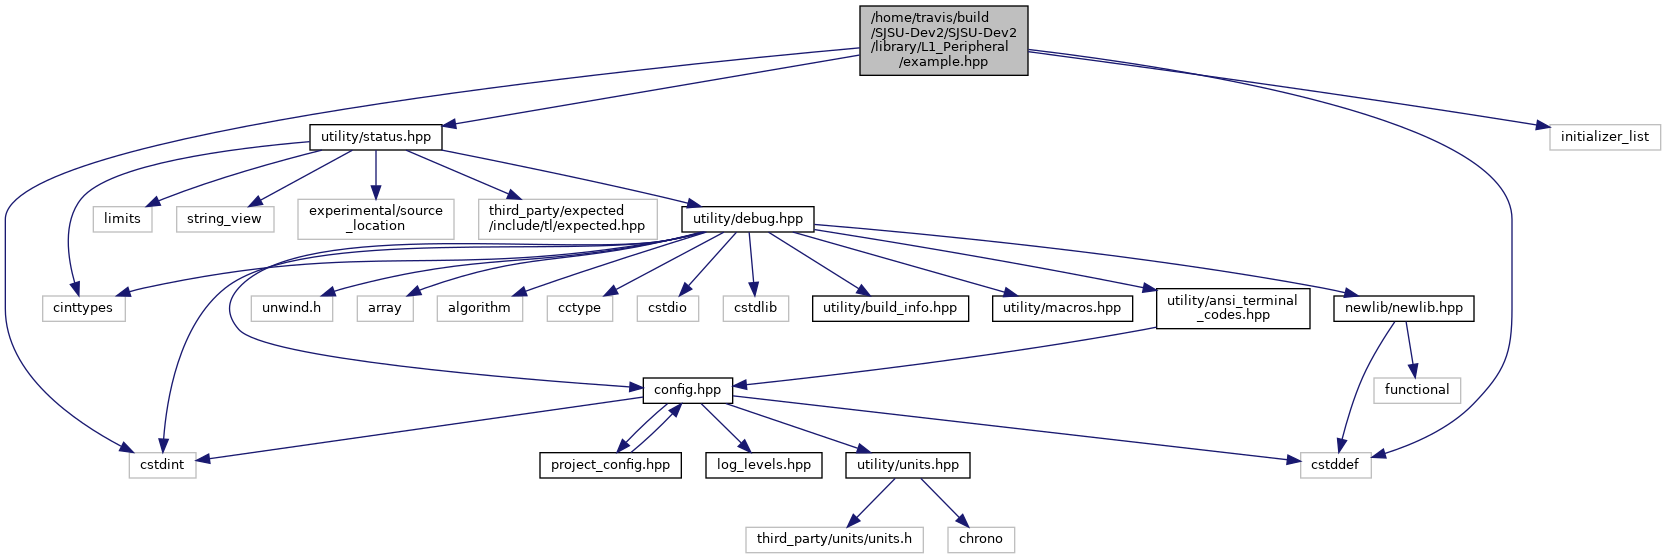 /home/travis/build
/SJSU-Dev2/SJSU-Dev2
/library/L1_Peripheral
/example.hpp
utility/status.hpp
initializer_list
limits
string_view
experimental/source
_location
third_party/expected
/include/tl/expected.hpp
utility/debug.hpp
cinttypes
unwind.h
array
algorithm
cctype
cstdio
cstdlib
utility/build_info.hpp
utility/macros.hpp
utility/ansi_terminal
_codes.hpp
newlib/newlib.hpp
config.hpp
functional
cstdint
project_config.hpp
log_levels.hpp
utility/units.hpp
cstddef
third_party/units/units.h
chrono